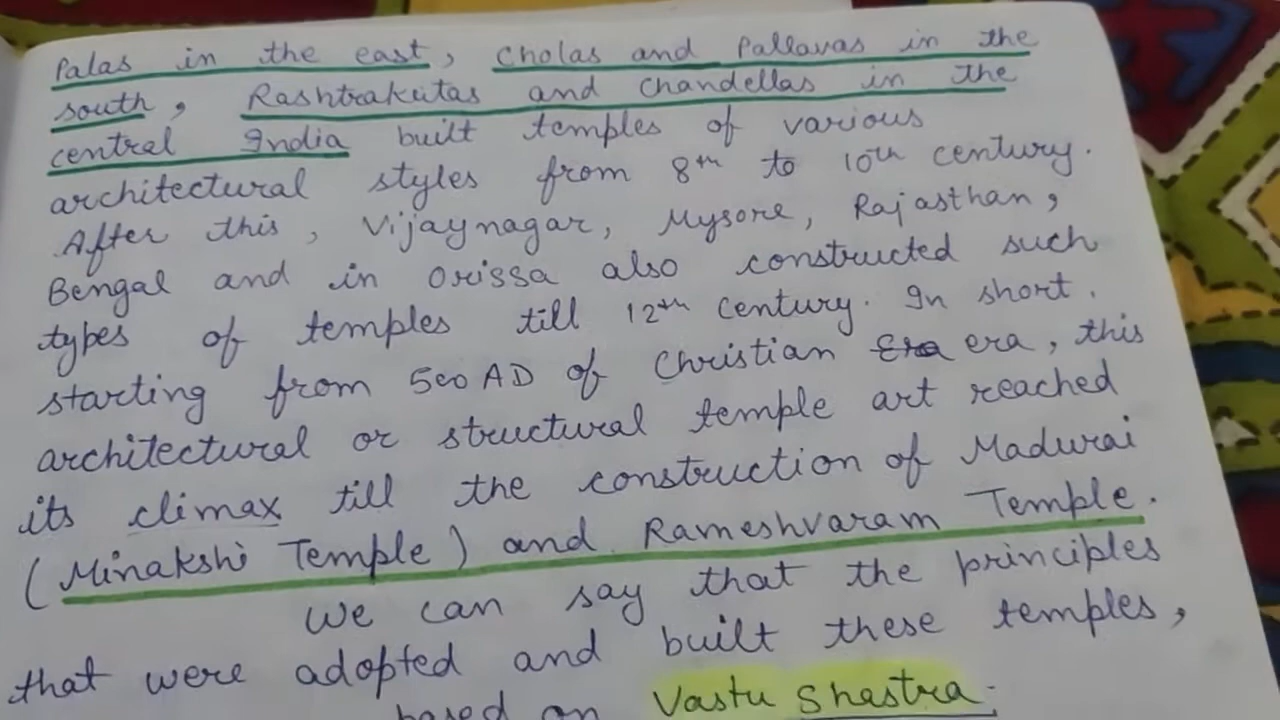 Palas in the east, Cholas and Pallavas in the
south, Rashtrakutas and Chandellas in the
central India built temples of various
architectural styles from 8th to 10th century.
After this, Vijaynagar, Mysore, Rajasthan,
Bengal and in Orissa also constructed such
types of temples till 12th century. In short.
starting from 500 AD of Christian Era era, this
architectural or structural temple art reached
its climax till the construction of Madurai
(Minakshi Temple) and Rameshvaram Temple.
We can say that the principles
that were adopted and built these temples,
based on Vastu Shastra.